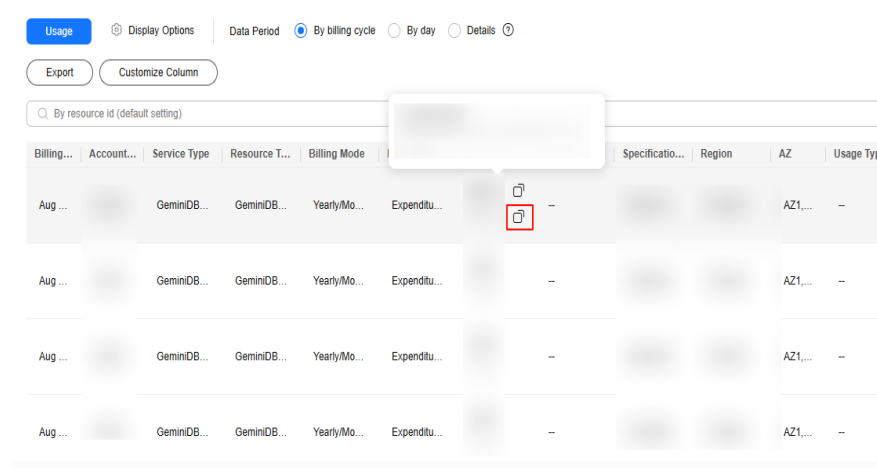 Usage Display Options Data Period By billing cycle By day Details ?
Export Customize Column
By resource id (default setting)
Billing... Account... Service Type Resource T... Billing Mode Specificatio... Region AZ Usage Typ
Aug ... GeminiDB... GeminiDB... Yearly/Mo... Expenditu... -- AZ1,... --
Aug ... GeminiDB... GeminiDB... Yearly/Mo... Expenditu... -- AZ1,... --
Aug ... GeminiDB... GeminiDB... Yearly/Mo... Expenditu... -- AZ1,... --
Aug ... GeminiDB... GeminiDB... Yearly/Mo... Expenditu... -- AZ1,... --